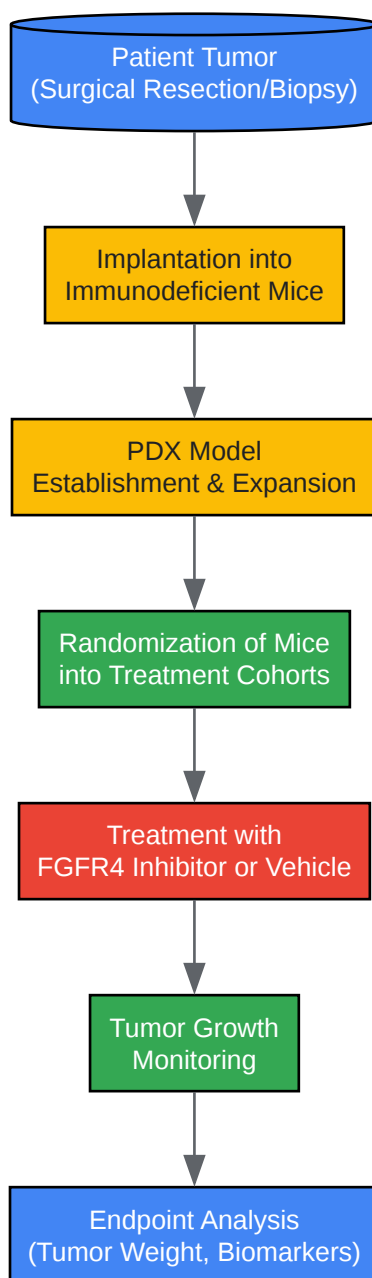 Patient Tumor
(Surgical Resection/Biopsy)
Implantation into
Immunodeficient Mice
PDX Model
Establishment & Expansion
Randomization of Mice
into Treatment Cohorts
Treatment with
FGFR4 Inhibitor or Vehicle
Tumor Growth
Monitoring
Endpoint Analysis
(Tumor Weight, Biomarkers)